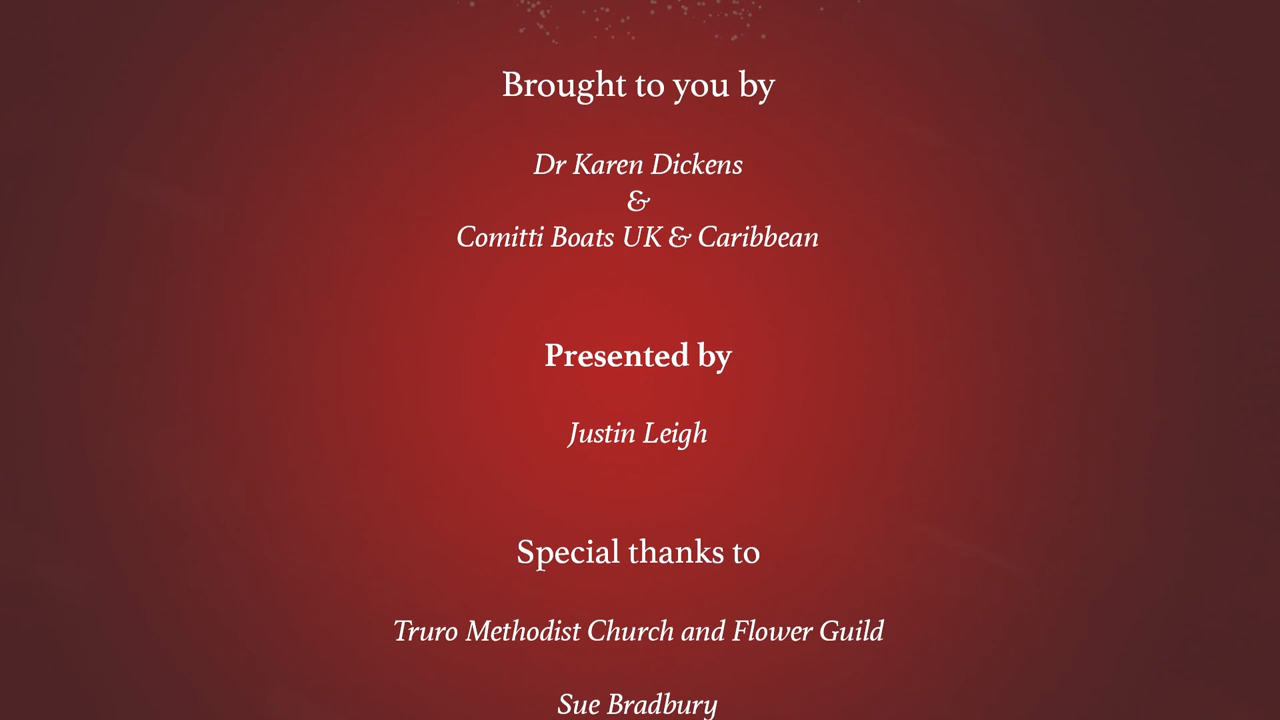 Brought to you by
Dr Karen Dickens
&
Comitti Boats UK & Caribbean
Presented by
Justin Leigh
Special thanks to
Truro Methodist Church and Flower Guild
Sue Bradbury